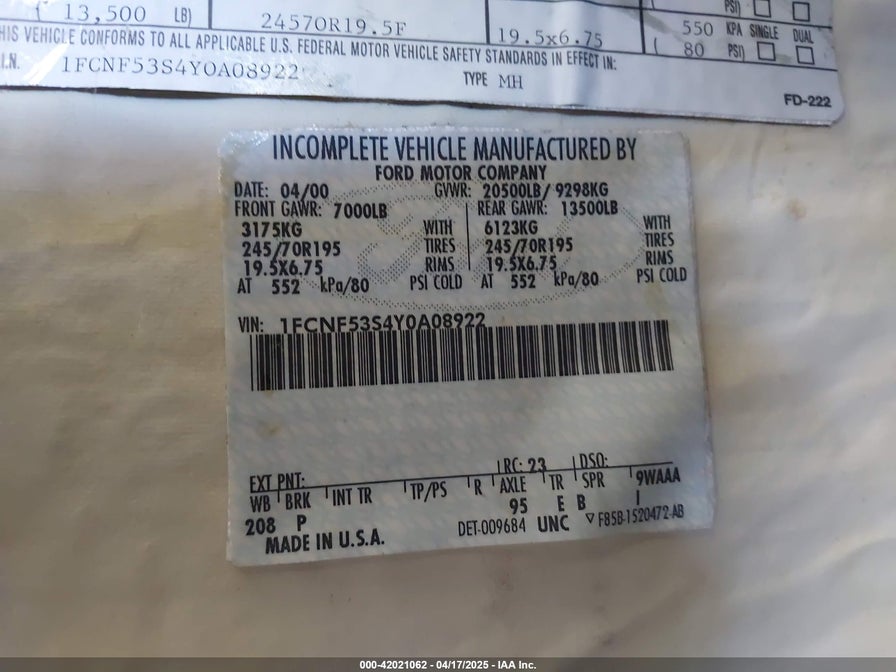 13,500 LB) 24570R19.5F 19.5x6.75 550 KPA SINGLE DUAL
( 80 PSI)
PSI)
HIS VEHICLE CONFORMS TO ALL APPLICABLE U.S. FEDERAL MOTOR VEHICLE SAFETY STANDARDS IN EFFECT IN:
I.N. 1FCNF53S4Y0A08922 TYPE MH
FD-222
INCOMPLETE VEHICLE MANUFACTURED BY
FORD MOTOR COMPANY
DATE: 04/00 GVWR: 20500LB/ 9298KG
FRONT GAWR: 7000LB REAR GAWR: 13500LB
3175KG WITH 6123KG WITH
245/70R195 TIRES 245/70R195 TIRES
19.5X6.75 RIMS 19.5X6.75 RIMS
AT 552 kPa/80 PSI COLD AT 552 kPa/80 PSI COLD
VIN: 1FCNF53S4Y0A08922
EXT PNT: RC: 23 DSO:
WB BRK INT TR TP/PS R AXLE TR SPR 9WAAA
208 P 95 E B I
MADE IN U.S.A. DET-009684 UNC ▽ F85B-1520472-AB
000-42021062 - 04/17/2025 - IAA Inc.